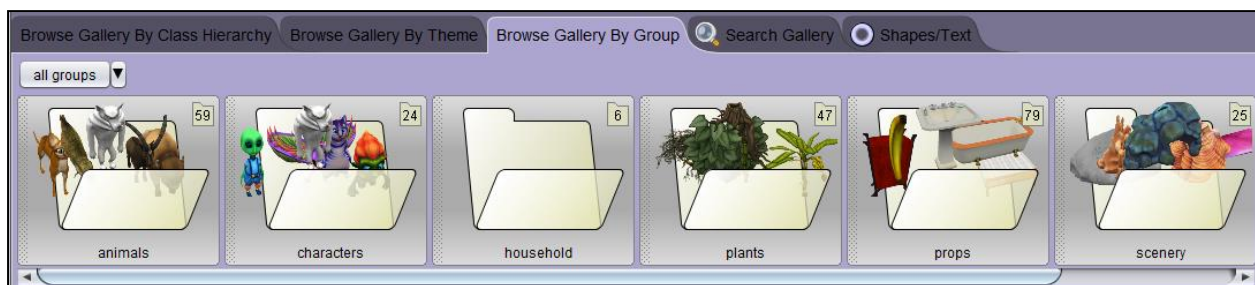 Browse Gallery By Class Hierarchy Browse Gallery By Theme Browse Gallery By Group Search Gallery Shapes/Text
all groups
59 24 6 47 79 25
animals characters household plants props scenery